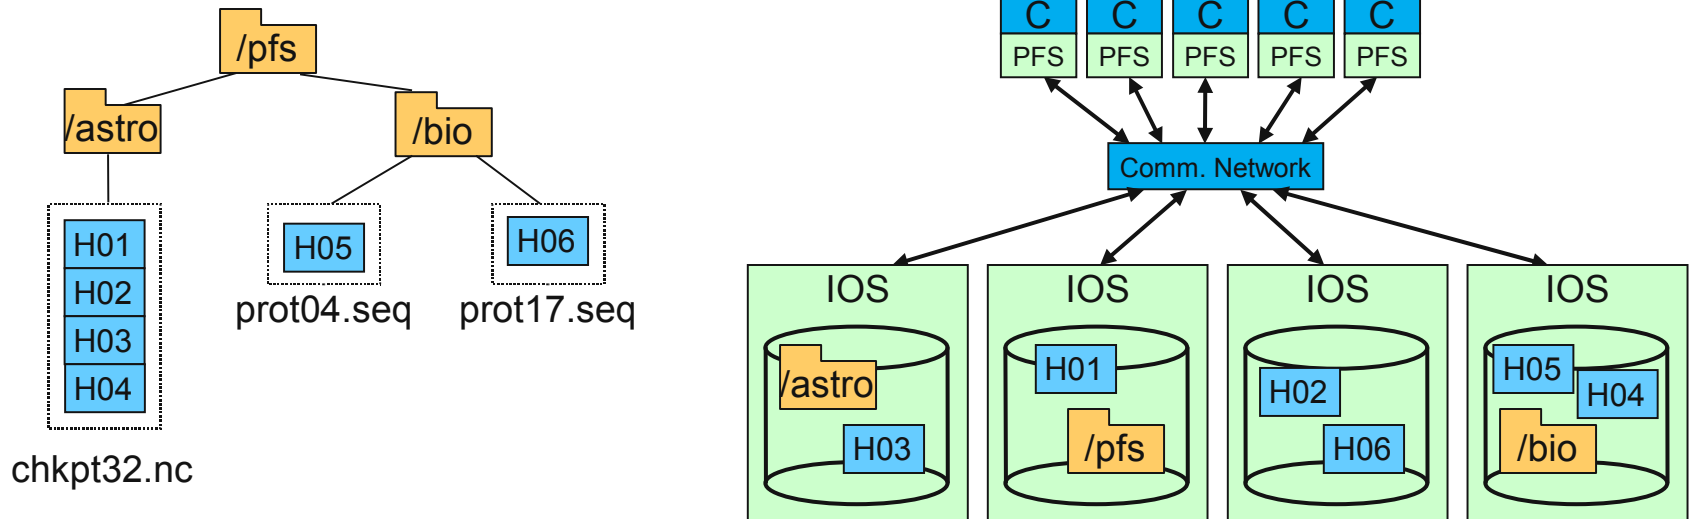 /pfs
/astro
/bio
H01
H02
H03
H04
H05
H06
prot04.seq
prot17.seq
chkpt32.nc
C C C C C
PFS PFS PFS PFS PFS
Comm. Network
IOS IOS IOS IOS
/astro
H03
H01
/pfs
H02
H06
H05
H04
/bio